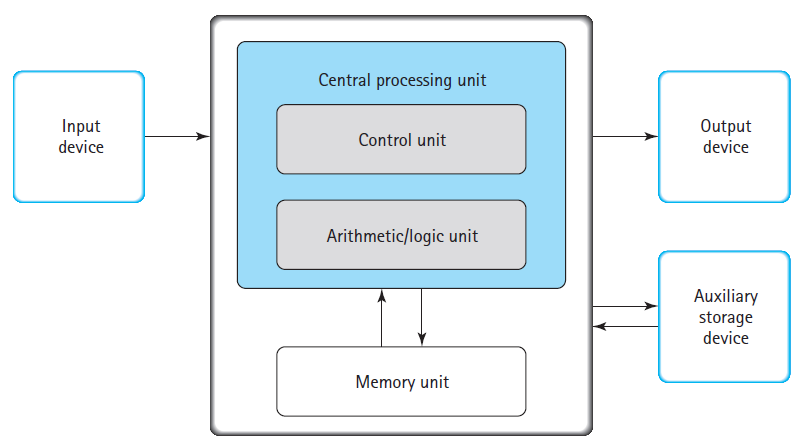 Central processing unit
Input
device
Control unit
Output
device
Arithmetic/logic unit
Auxiliary
storage
device
Memory unit